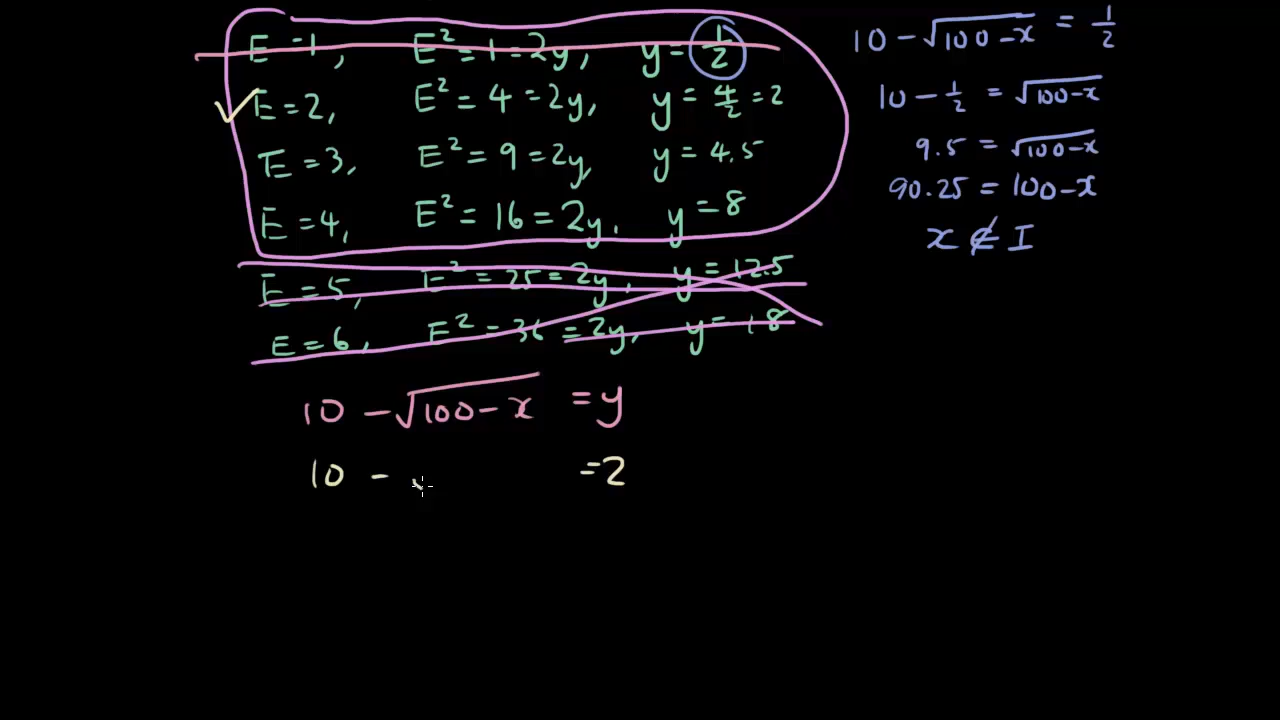 E = 1, E² = 1 = 2y, y = 1/2
E = 2, E² = 4 = 2y, y = 4/2 = 2
E = 3, E² = 9 = 2y, y = 4.5
E = 4, E² = 16 = 2y, y = 8
E = 5, E² = 25 = 2y, y = 12.5
E = 6, E² = 36 = 2y, y = 18
10 - √(100 - x) = y
10 - = 2
10 - √(100 - x) = 1/2
10 - 1/2 = √(100 - x)
9.5 = √(100 - x)
90.25 = 100 - x
x ∉ I